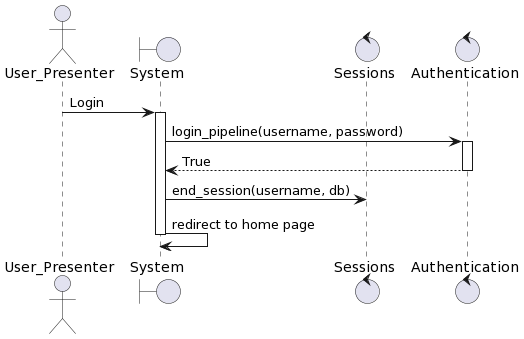 User_Presenter System Sessions Authentication
Login
login_pipeline(username, password)
True
end_session(username, db)
redirect to home page
User_Presenter System Sessions Authentication